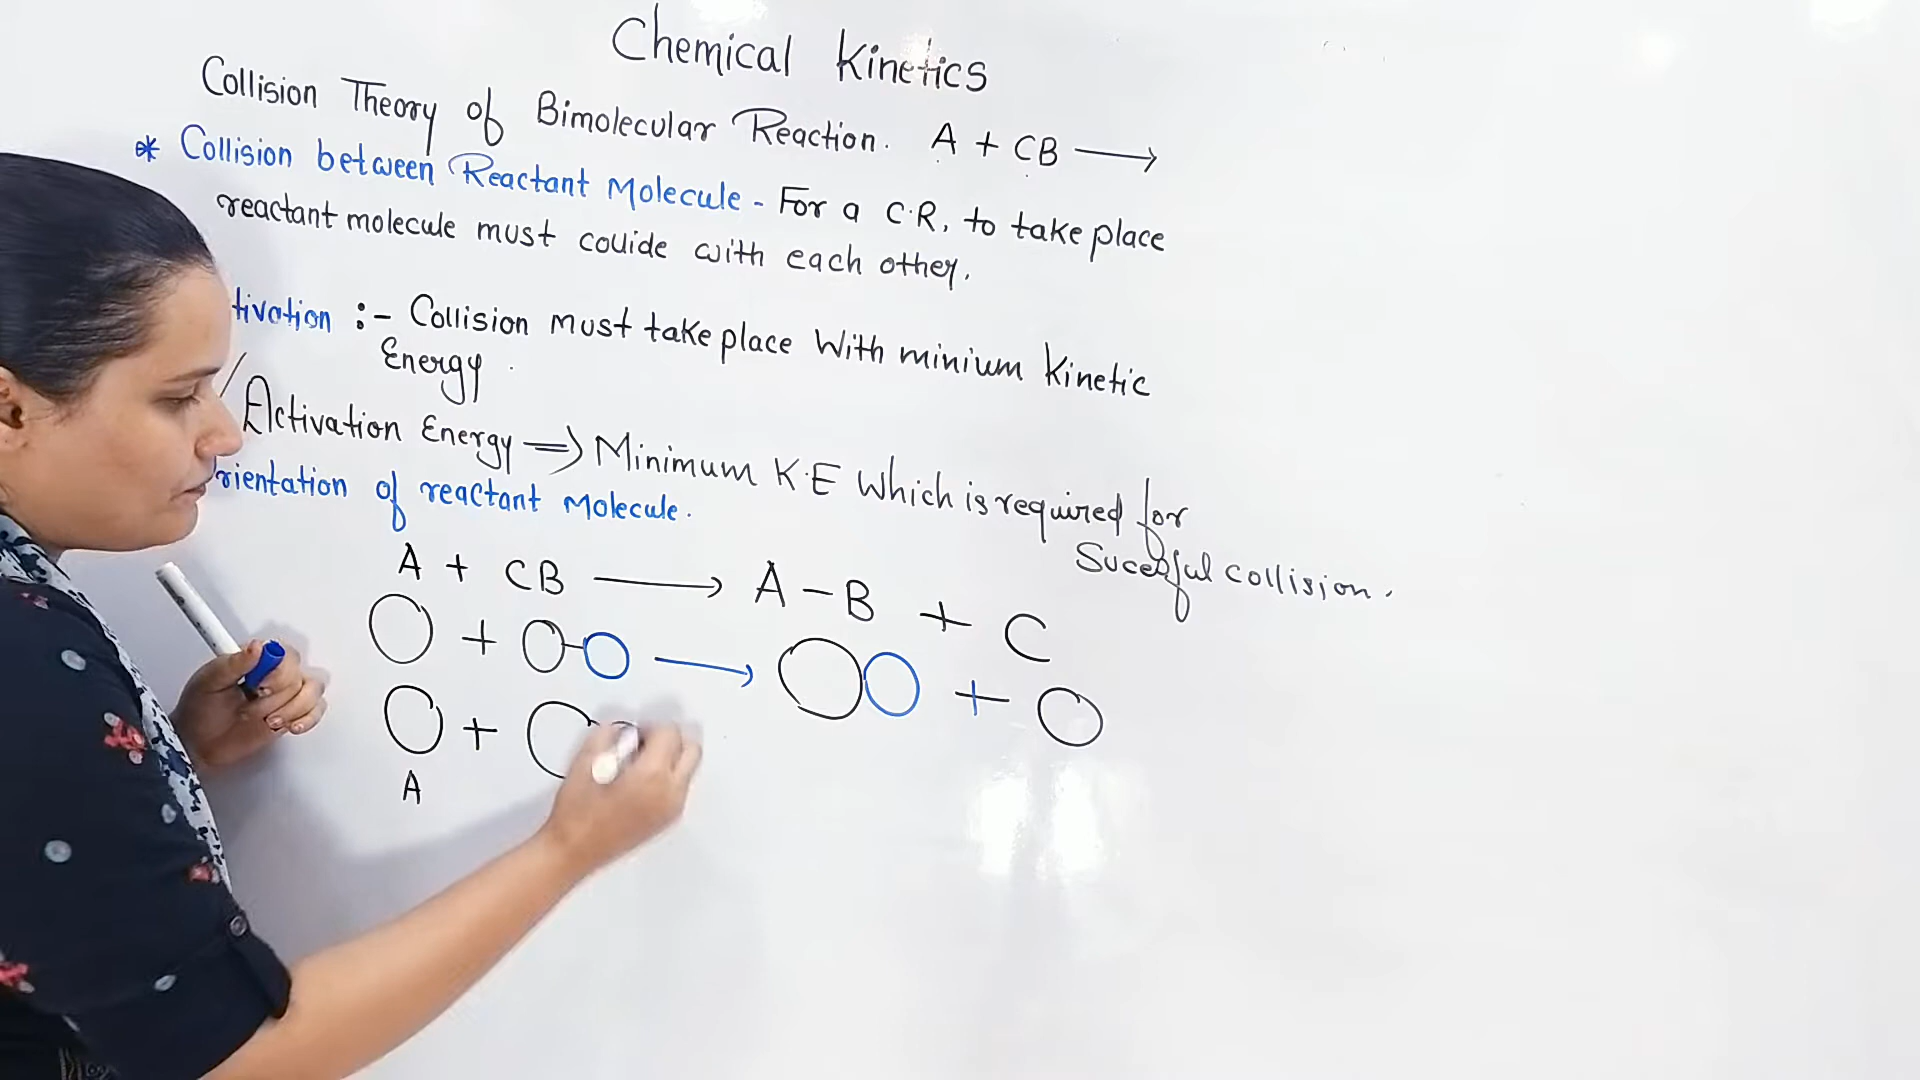 Chemical Kinetics
Collision Theory of Bimolecular Reaction. A + CB ⟶
* Collision between Reactant Molecule - For a C.R, to take place
reactant molecule must collide with each other.
tivation :- Collision must take place With minium Kinetic
Energy.
Activation Energy ⇒ Minimum K.E Which is required for
collision.
rientation of reactant Molecule.
A + CB ⟶ A - B + C
+ ⟶ +
+
A